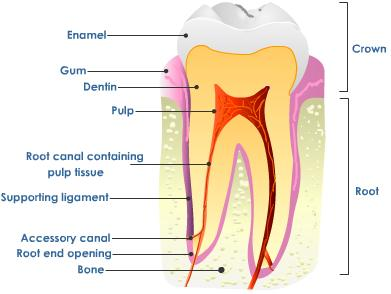 Enamel
Crown
Gum
Dentin
Pulp
Root canal containing
pulp tissue
Root
Supporting ligament
Accessory canal
Root end opening
Bone